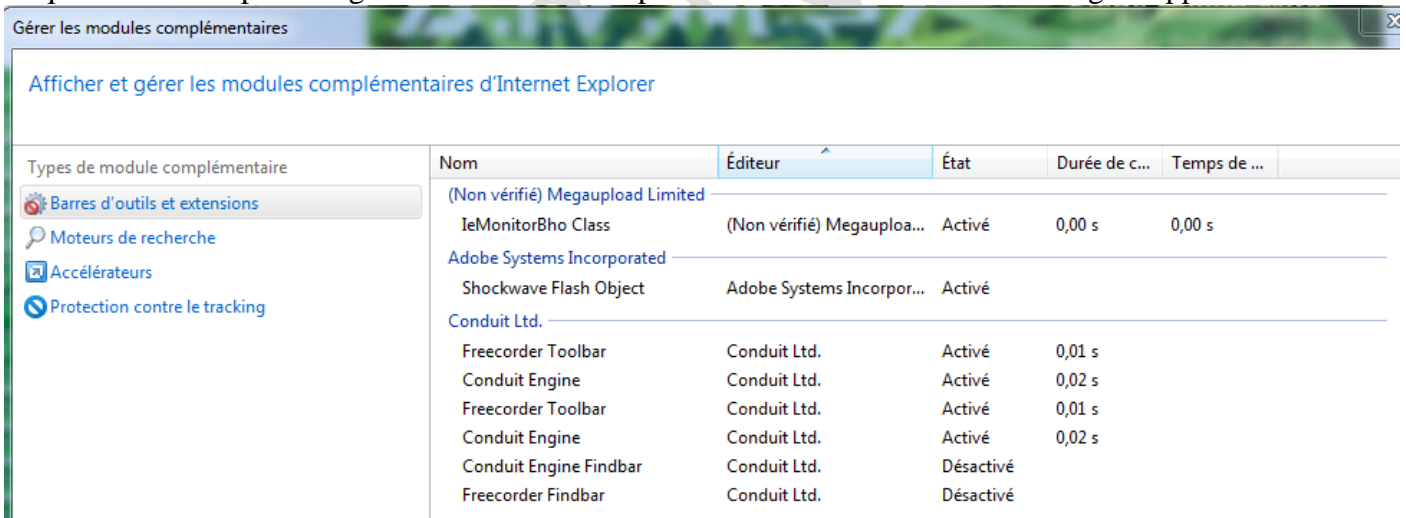 Gérer les modules complémentaires
Afficher et gérer les modules complémentaires d'Internet Explorer
Types de module complémentaire
Barres d'outils et extensions
Moteurs de recherche
Accélérateurs
Protection contre le tracking
Nom Éditeur État Durée de c... Temps de ...
(Non vérifié) Megaupload Limited
IeMonitorBho Class (Non vérifié) Megauploa... Activé 0,00 s 0,00 s
Adobe Systems Incorporated
Shockwave Flash Object Adobe Systems Incorpor... Activé
Conduit Ltd.
Freecorder Toolbar Conduit Ltd. Activé 0,01 s
Conduit Engine Conduit Ltd. Activé 0,02 s
Freecorder Toolbar Conduit Ltd. Activé 0,01 s
Conduit Engine Conduit Ltd. Activé 0,02 s
Conduit Engine Findbar Conduit Ltd. Désactivé
Freecorder Findbar Conduit Ltd. Désactivé